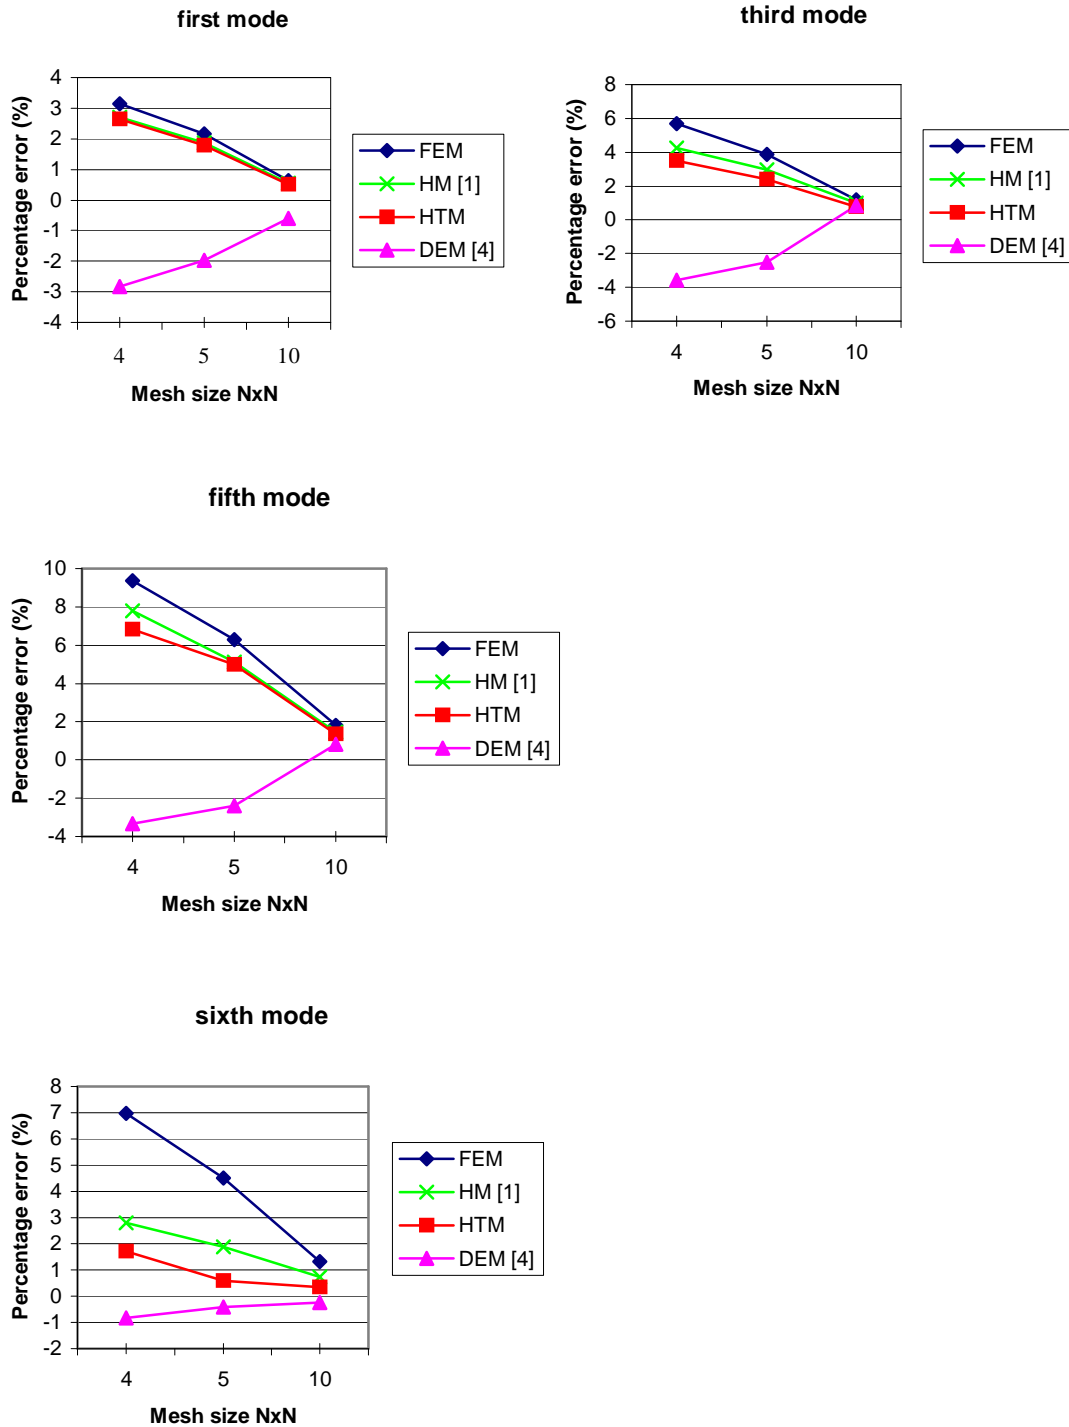 first mode
Percentage error (%)
4
3
2
1
0
-1
-2
-3
-4
4 5 10
Mesh size NxN
FEM
HM [1]
HTM
DEM [4]
third mode
Percentage error (%)
8
6
4
2
0
-2
-4
-6
4 5 10
Mesh size NxN
FEM
HM [1]
HTM
DEM [4]
fifth mode
Percentage error (%)
10
8
6
4
2
0
-2
-4
4 5 10
Mesh size NxN
FEM
HM [1]
HTM
DEM [4]
sixth mode
Percentage error (%)
8
7
6
5
4
3
2
1
0
-1
-2
4 5 10
Mesh size NxN
FEM
HM [1]
HTM
DEM [4]